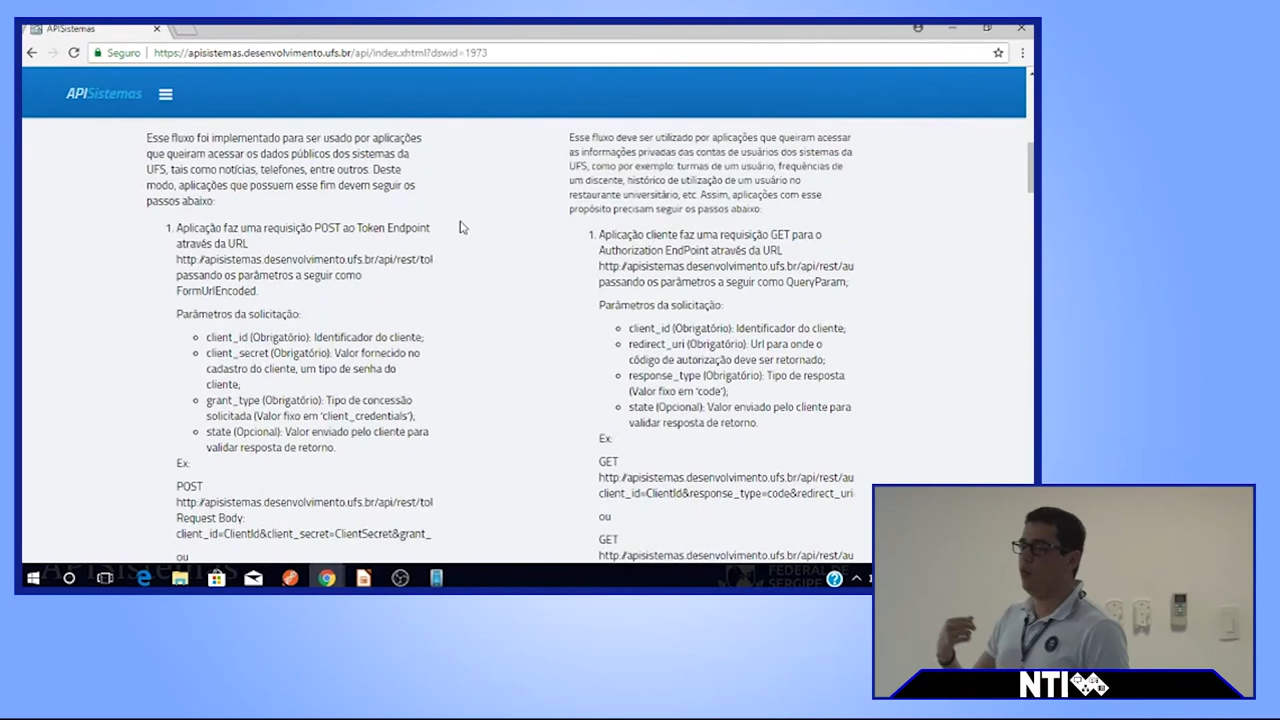 APISistemas
Seguro
https://apisistemas.desenvolvimento.ufs.br/api/index.xhtml?dswid=1973
APISistemas
Esse fluxo foi implementado para ser usado por aplicações
que queiram acessar os dados públicos dos sistemas da
UFS, tais como notícias, telefones, entre outros. Deste
modo, aplicações que possuem esse fim devem seguir os
passos abaixo:
1. Aplicação faz uma requisição POST ao Token Endpoint
através da URL
http://apisistemas.desenvolvimento.ufs.br/api/rest/tol
passando os parâmetros a seguir como
FormUrlEncoded.
Parâmetros da solicitação:
client_id (Obrigatório): Identificador do cliente;
client_secret (Obrigatório): Valor fornecido no
cadastro do cliente, um tipo de senha do
cliente;
grant_type (Obrigatório): Tipo de concessão
solicitada (Valor fixo em 'client_credentials'),
state (Opcional): Valor enviado pelo cliente para
validar resposta de retorno.
Ex:
POST
http://apisistemas.desenvolvimento.ufs.br/api/rest/tol
Request Body:
client_id=ClientId&client_secret=ClientSecret&grant_
ou
Esse fluxo deve ser utilizado por aplicações que queiram acessar
as informações privadas das contas de usuários dos sistema da
UFS, como por exemplo: turmas de um usuário, frequências de
um discente, histórico de utilização de um usuário no
restaurante universitário, etc. Assim, aplicações com esse
propósito precisam seguir os passos abaixo:
1. Aplicação cliente faz uma requisição GET para o
Authorization EndPoint através da URL
http://apisistemas.desenvolvimento.ufs.br/api/rest/au
passando os parâmetros a seguir como QueryParam;
Parâmetros da solicitação:
client_id (Obrigatório): Identificador do cliente;
redirect_uri (Obrigatório): Url para onde o
código de autorização deve ser retornado;
response_type (Obrigatório): Tipo de resposta
(Valor fixo em 'code');
state (Opcional): Valor enviado pelo cliente para
validar resposta de retorno.
Ex:
GET
http://apisistemas.desenvolvimento.ufs.br/api/rest/au
client_id=ClientId&response_type=code&redirect_uri
ou
GET
http://apisistemas.desenvolvimento.ufs.br/api/rest/au
APISistemas
FEDERAL DE
SERGIPE
NTI